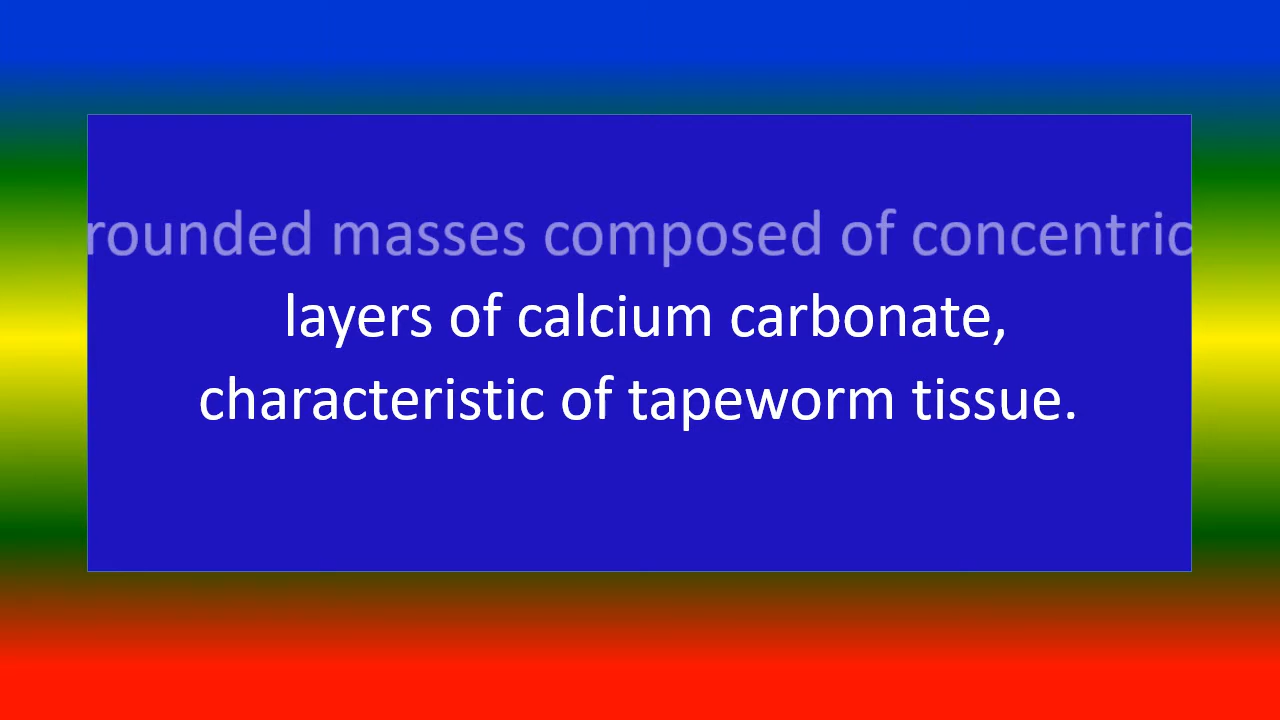 rounded masses composed of concentric
layers of calcium carbonate,
characteristic of tapeworm tissue.